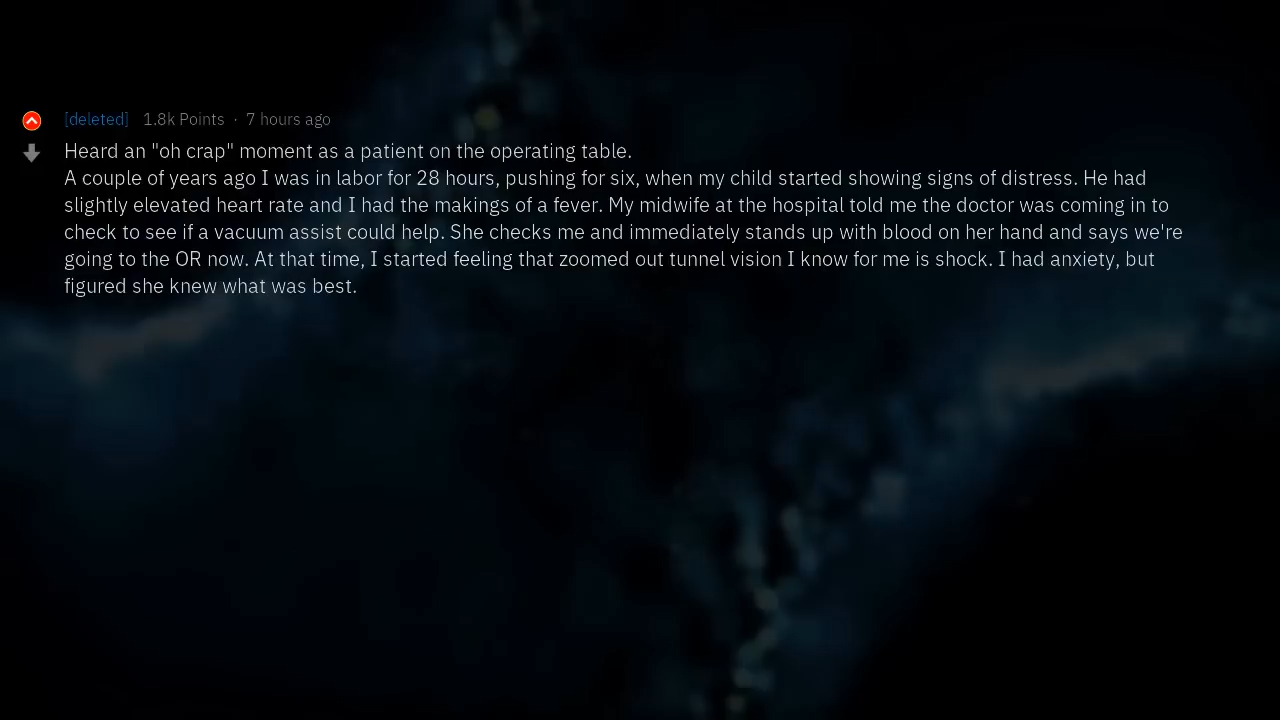 [deleted] 1.8k Points · 7 hours ago
Heard an "oh crap" moment as a patient on the operating table.
A couple of years ago I was in labor for 28 hours, pushing for six, when my child started showing signs of distress. He had
slightly elevated heart rate and I had the makings of a fever. My midwife at the hospital told me the doctor was coming in to
check to see if a vacuum assist could help. She checks me and immediately stands up with blood on her hand and says we're
going to the OR now. At that time, I started feeling that zoomed out tunnel vision I know for me is shock. I had anxiety, but
figured she knew what was best.